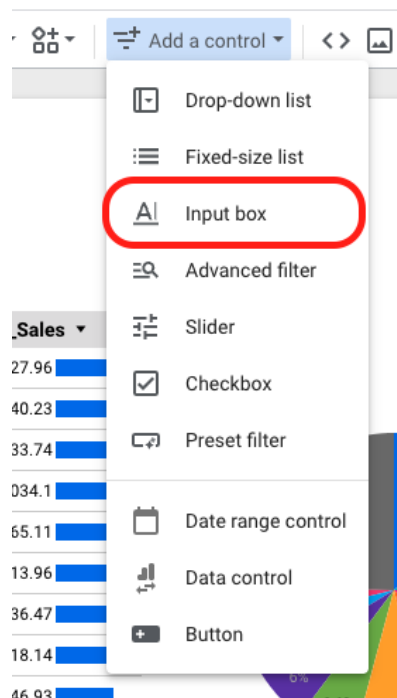 Add a control
Drop-down list
Fixed-size list
Input box
Advanced filter
_Sales
Slider
27.96
Checkbox
40.23
33.74
Preset filter
034.1
65.11
Date range control
13.96
Data control
36.47
Button
18.14
6%
46.93